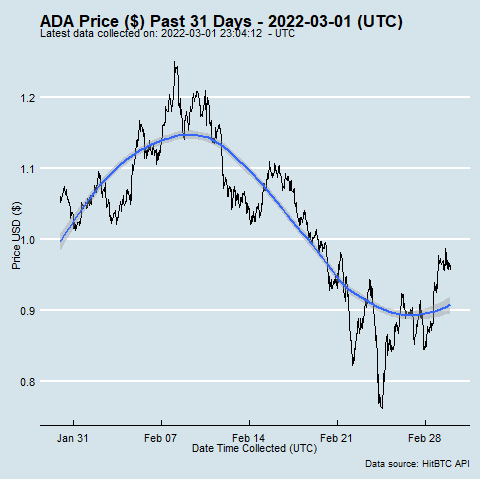 ADA Price ($) Past 31 Days - 2022-03-01 (UTC)
Latest data collected on: 2022-03-01 23:04:12 - UTC
Price USD ($)
1.2
1.1
1.0
0.9
0.8
Jan 31 Feb 07 Feb 14 Feb 21 Feb 28
Date Time Collected (UTC)
Data source: HitBTC API